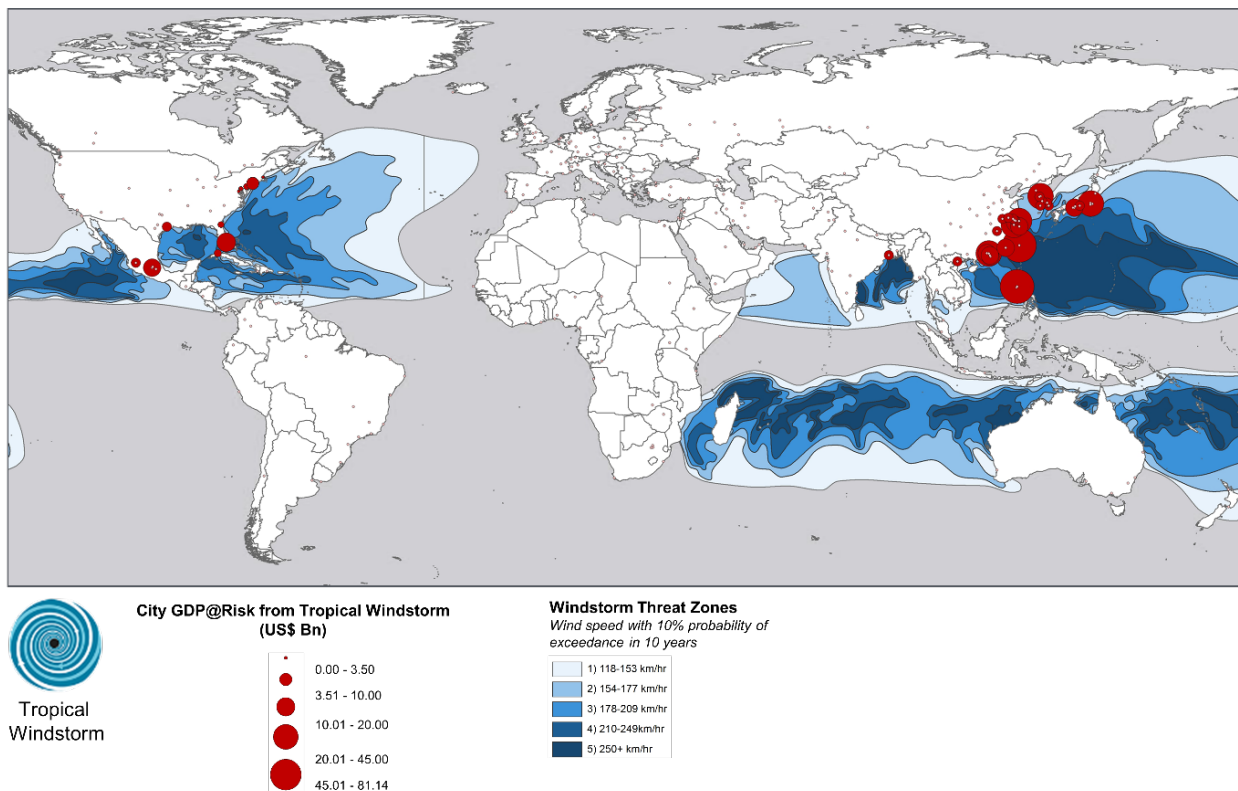 Tropical
Windstorm
City GDP@Risk from Tropical Windstorm
(US$ Bn)
0.00 - 3.50
3.51 - 10.00
10.01 - 20.00
20.01 - 45.00
45.01 - 81.14
Windstorm Threat Zones
Wind speed with 10% probability of
exceedance in 10 years
1) 118-153 km/hr
2) 154-177 km/hr
3) 178-209 km/hr
4) 210-249km/hr
5) 250+ km/hr